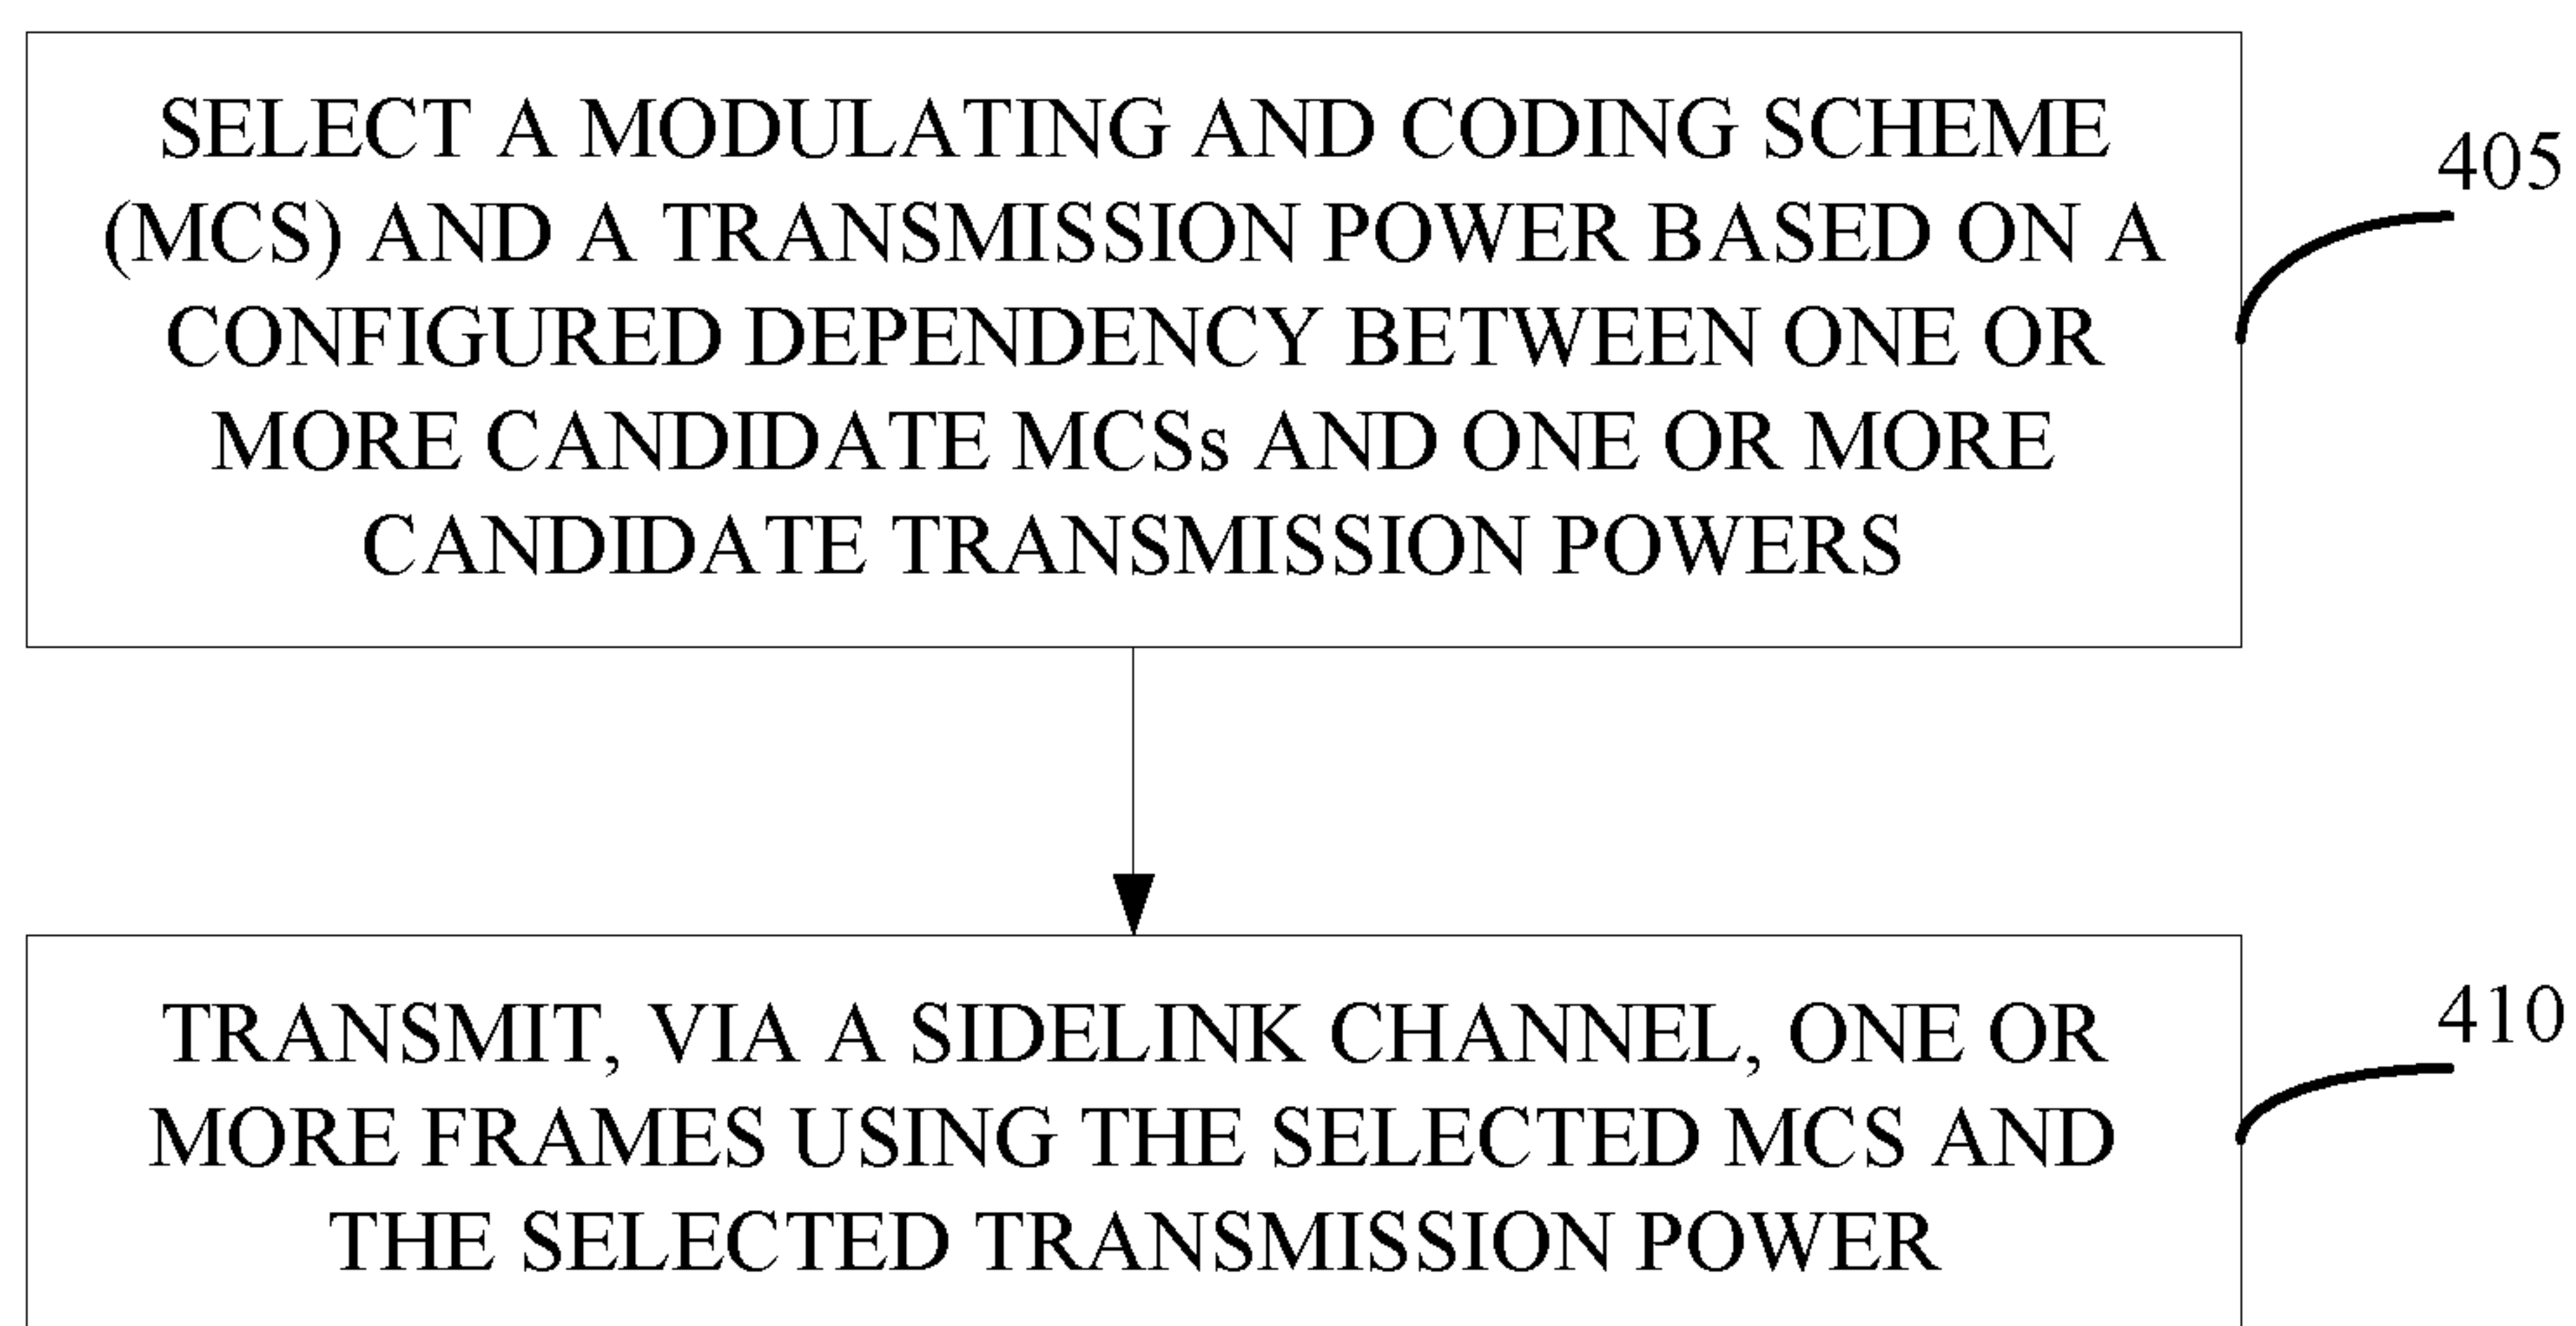 SELECT A MODULATING AND CODING SCHEME
(MCS) AND A TRANSMISSION POWER BASED ON A
CONFIGURED DEPENDENCY BETWEEN ONE OR
MORE CANDIDATE MCSs AND ONE OR MORE
CANDIDATE TRANSMISSION POWERS
405
TRANSMIT, VIA A SIDELINK CHANNEL, ONE OR
MORE FRAMES USING THE SELECTED MCS AND
THE SELECTED TRANSMISSION POWER
410